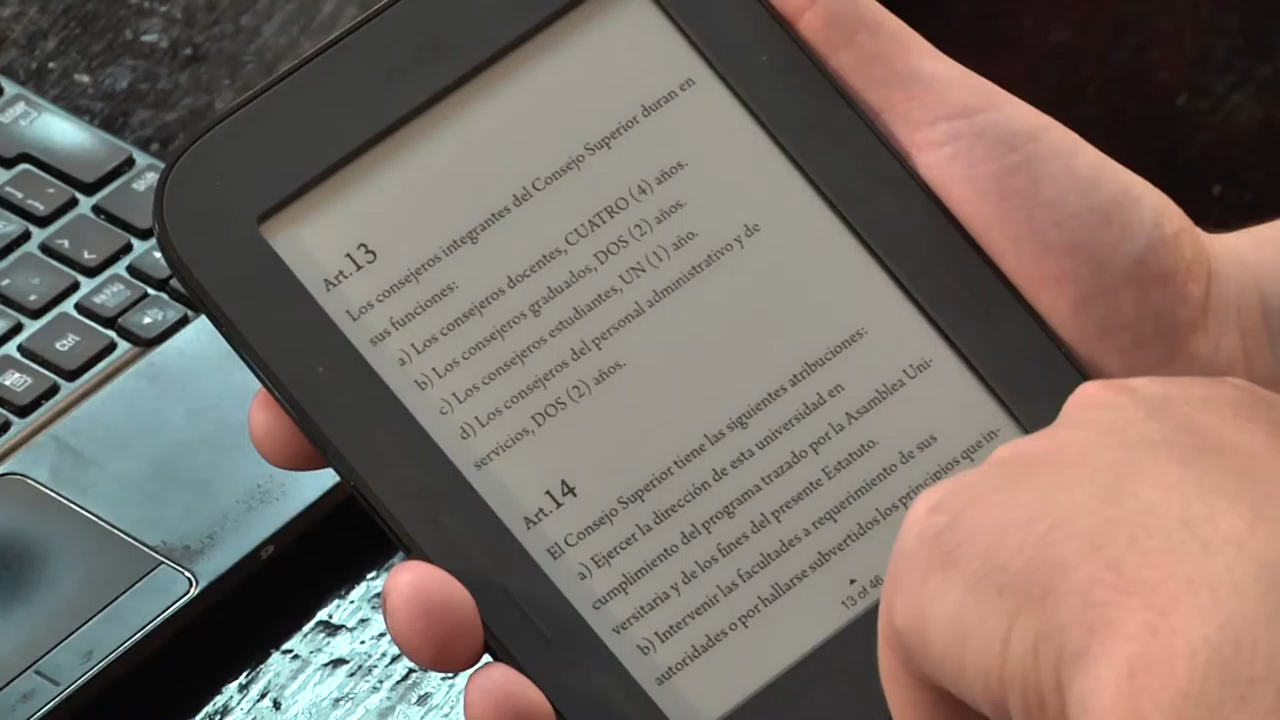 Art.13
Los consejeros integrantes del Consejo Superior duran en
sus funciones:
a) Los consejeros docentes, CUATRO (4) años.
b) Los consejeros graduados, DOS (2) años.
c) Los consejeros estudiantes, UN (1) año.
d) Los consejeros del personal administrativo y de
servicios, DOS (2) años.
Art.14
El Consejo Superior tiene las siguientes atribuciones:
a) Ejercer la dirección de esta universidad en
cumplimiento del programa trazado por la Asamblea Uni-
versitaria y de los fines del presente Estatuto.
b) Intervenir las facultades a requerimiento de sus
autoridades o por hallarse subvertidos los principios que in-
13 of 46
Ctrl